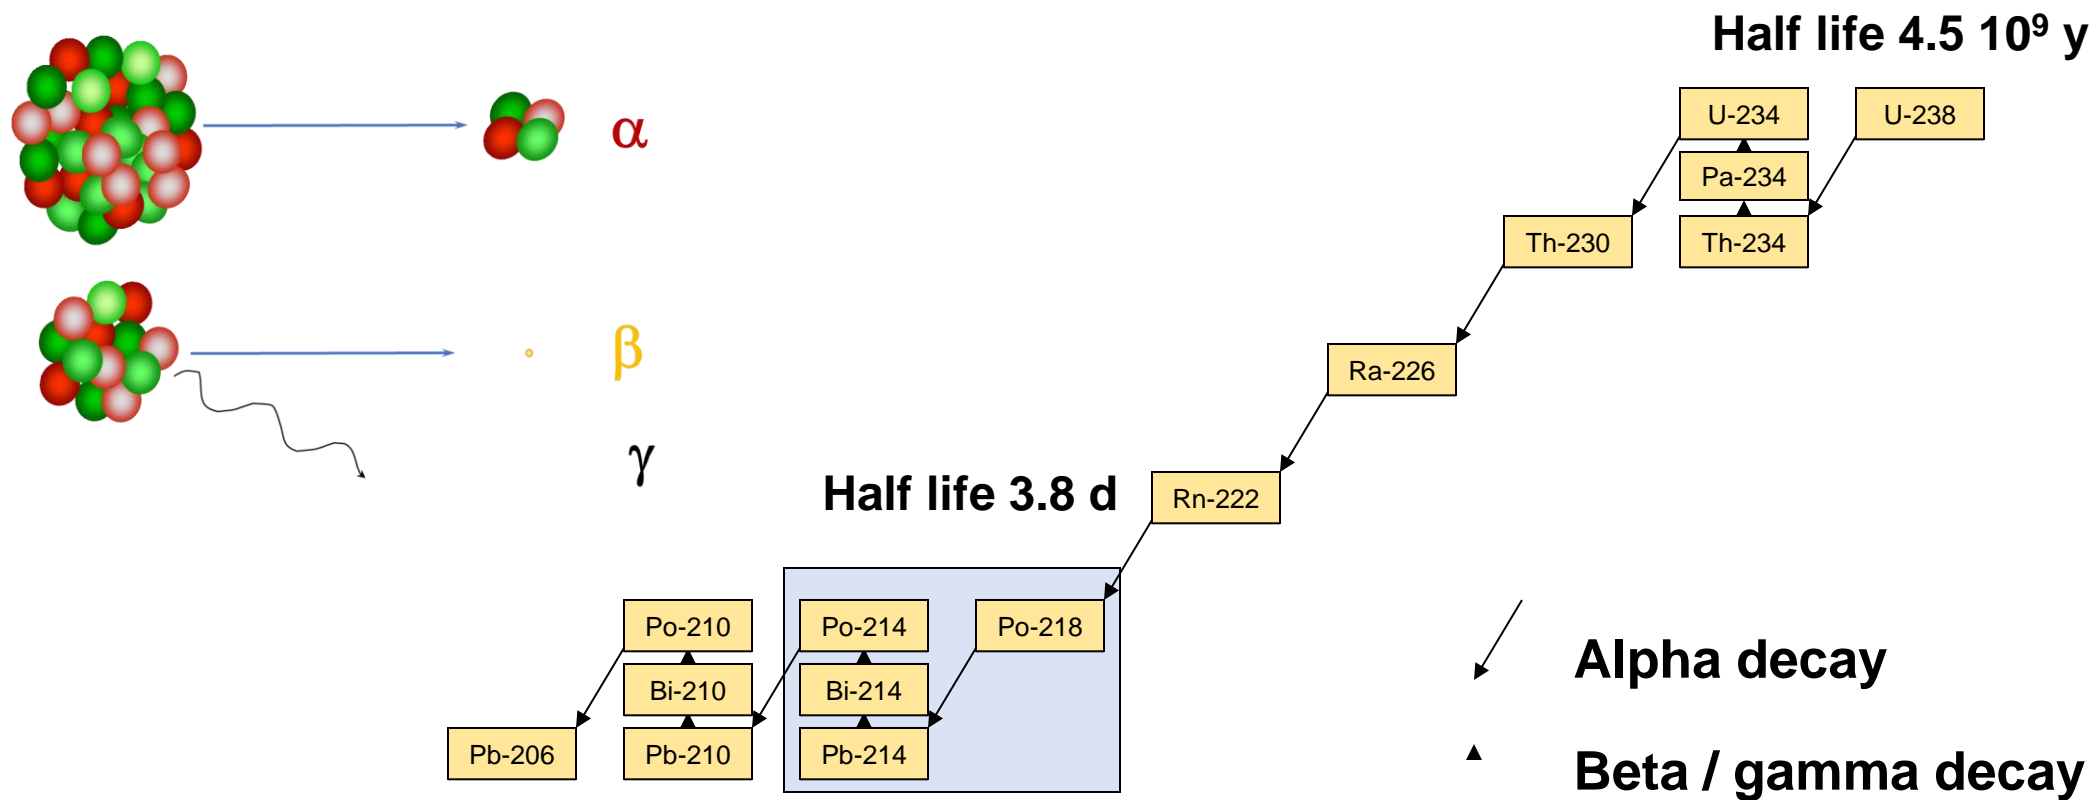 Half life 4.5 10⁹ y
α
U-234
U-238
Pa-234
Th-230
Th-234
β
Ra-226
γ
Half life 3.8 d
Rn-222
Po-210
Po-214
Po-218
Bi-210
Bi-214
Pb-206
Pb-210
Pb-214
Alpha decay
Beta / gamma decay